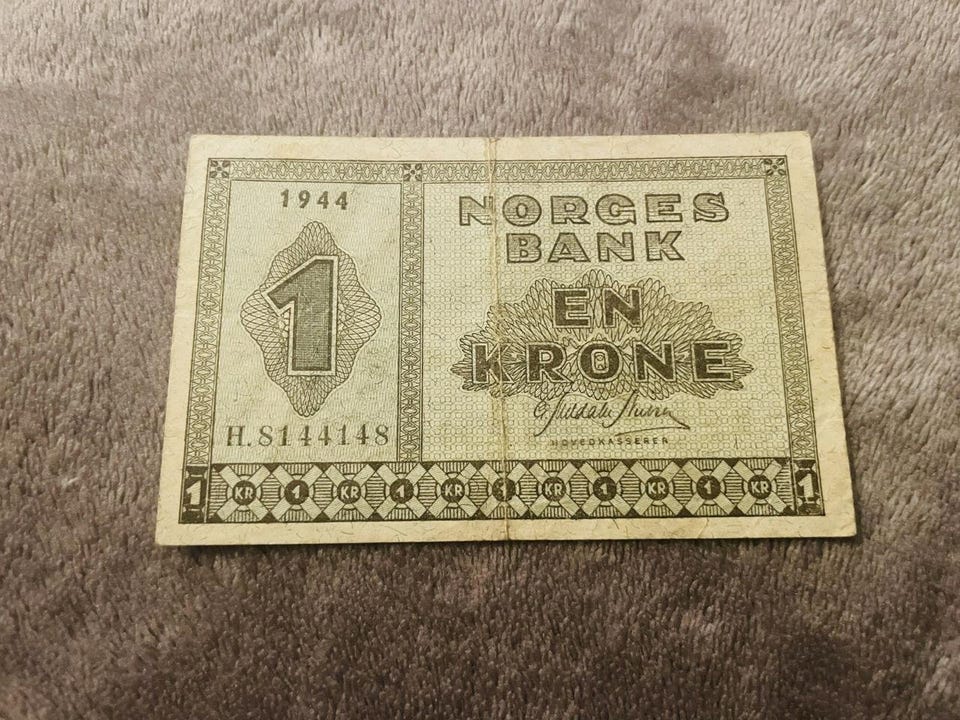 1944
1
H.8144148
NORGES
BANK
EN
KRONE
HOVEDKASSERER
1 KR 1 KR 1 KR 1 KR 1 KR 1 KR 1